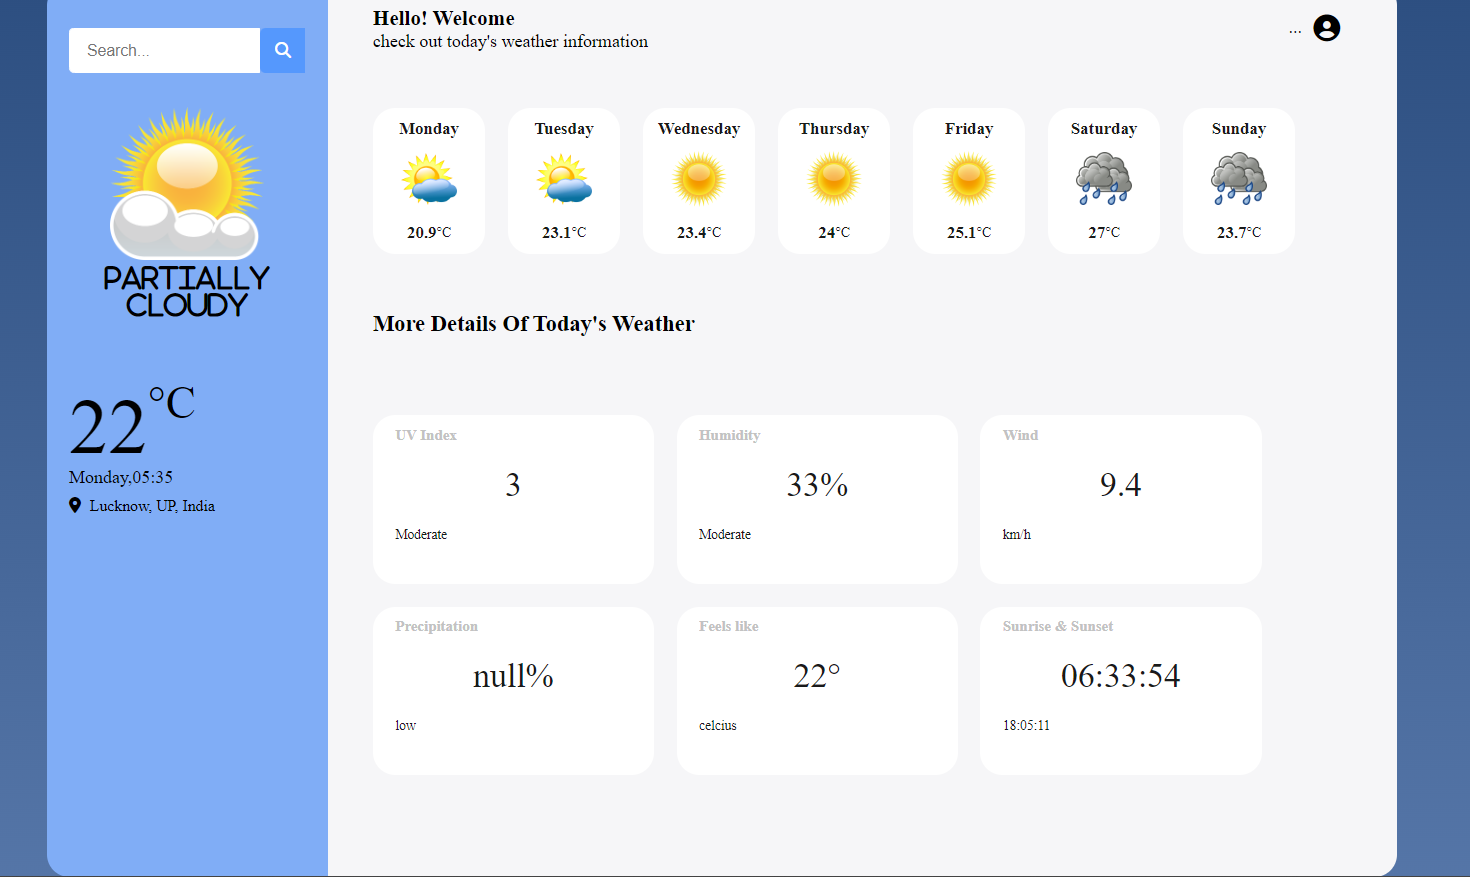 Search...
PARTIALLY
CLOUDY
22°C
Monday,05:35
Lucknow, UP, India
Hello! Welcome
check out today's weather information
...
Monday
20.9°C
Tuesday
23.1°C
Wednesday
23.4°C
Thursday
24°C
Friday
25.1°C
Saturday
27°C
Sunday
23.7°C
More Details Of Today's Weather
UV Index
3
Moderate
Humidity
33%
Moderate
Wind
9.4
km/h
Precipitation
null%
low
Feels like
22°
celcius
Sunrise & Sunset
06:33:54
18:05:11